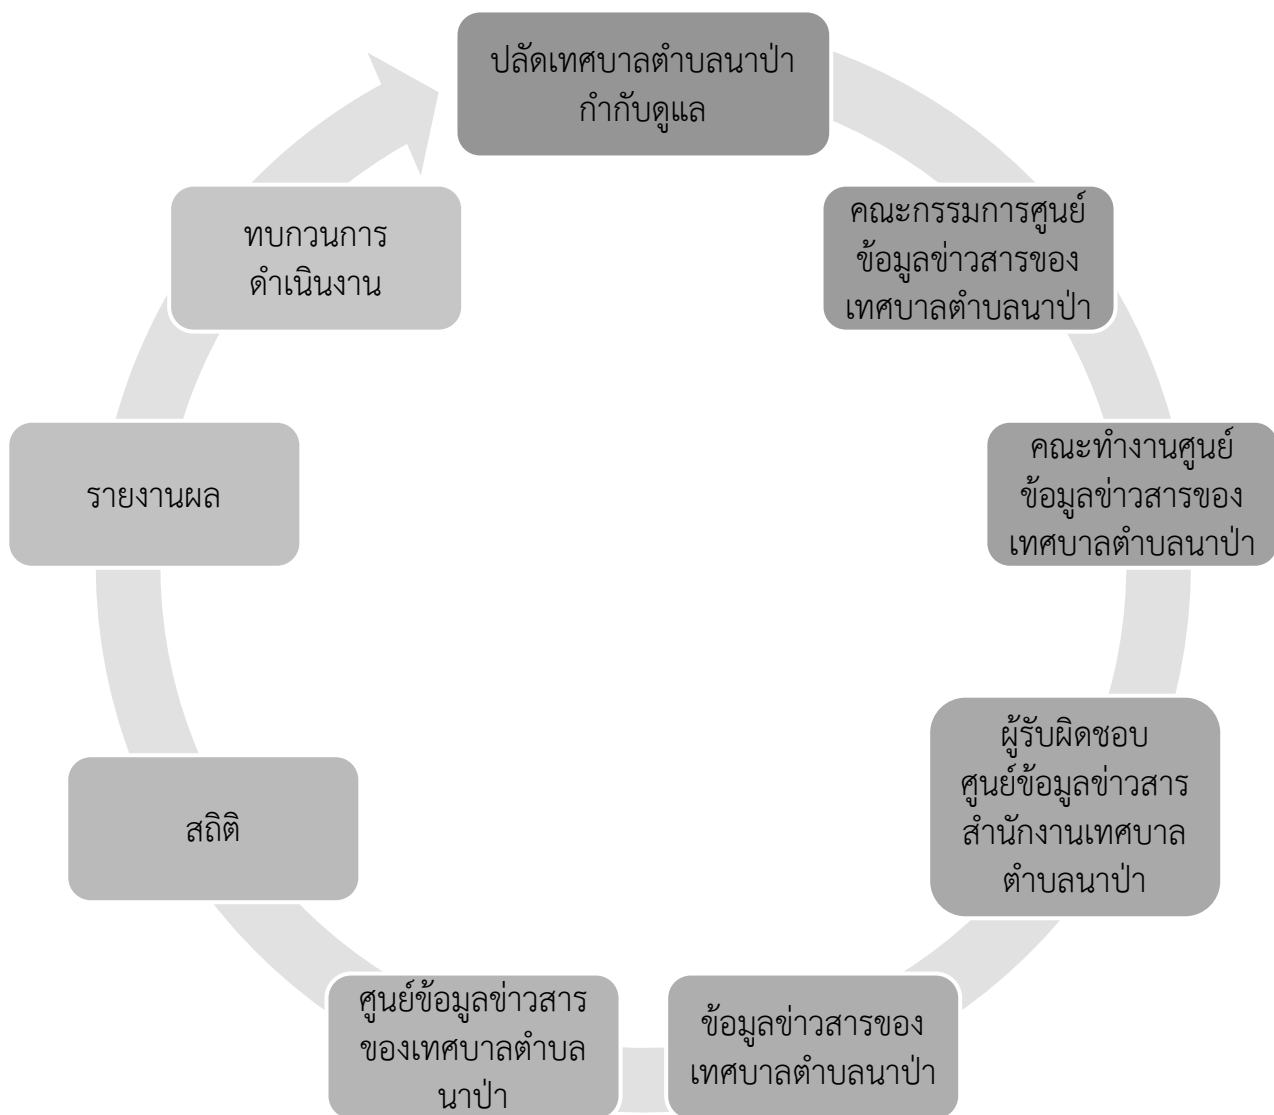 ปลัดเทศบาลตำบลนาป่า
กำกับดูแล
คณะกรรมการศูนย์
ข้อมูลข่าวสารของ
เทศบาลตำบลนาป่า
คณะทำงานศูนย์
ข้อมูลข่าวสารของ
เทศบาลตำบลนาป่า
ผู้รับผิดชอบ
ศูนย์ข้อมูลข่าวสาร
สำนักงานเทศบาล
ตำบลนาป่า
ข้อมูลข่าวสารของ
เทศบาลตำบลนาป่า
ศูนย์ข้อมูลข่าวสาร
ของเทศบาลตำบล
นาป่า
สถิติ
รายงานผล
ทบกวนการ
ดำเนินงาน